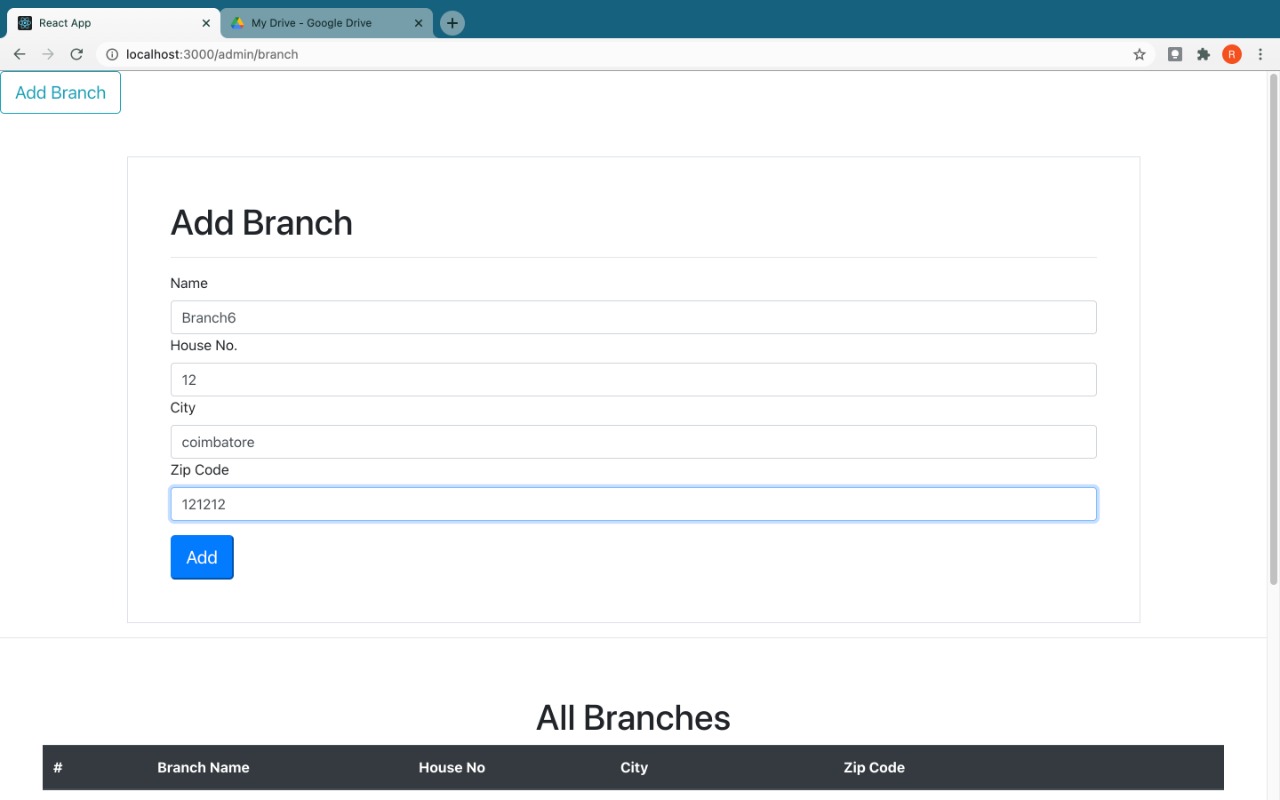 React App
My Drive - Google Drive
localhost:3000/admin/branch
R
Add Branch
Add Branch
Name
Branch6
House No.
12
City
coimbatore
Zip Code
121212
Add
All Branches
# Branch Name House No City Zip Code